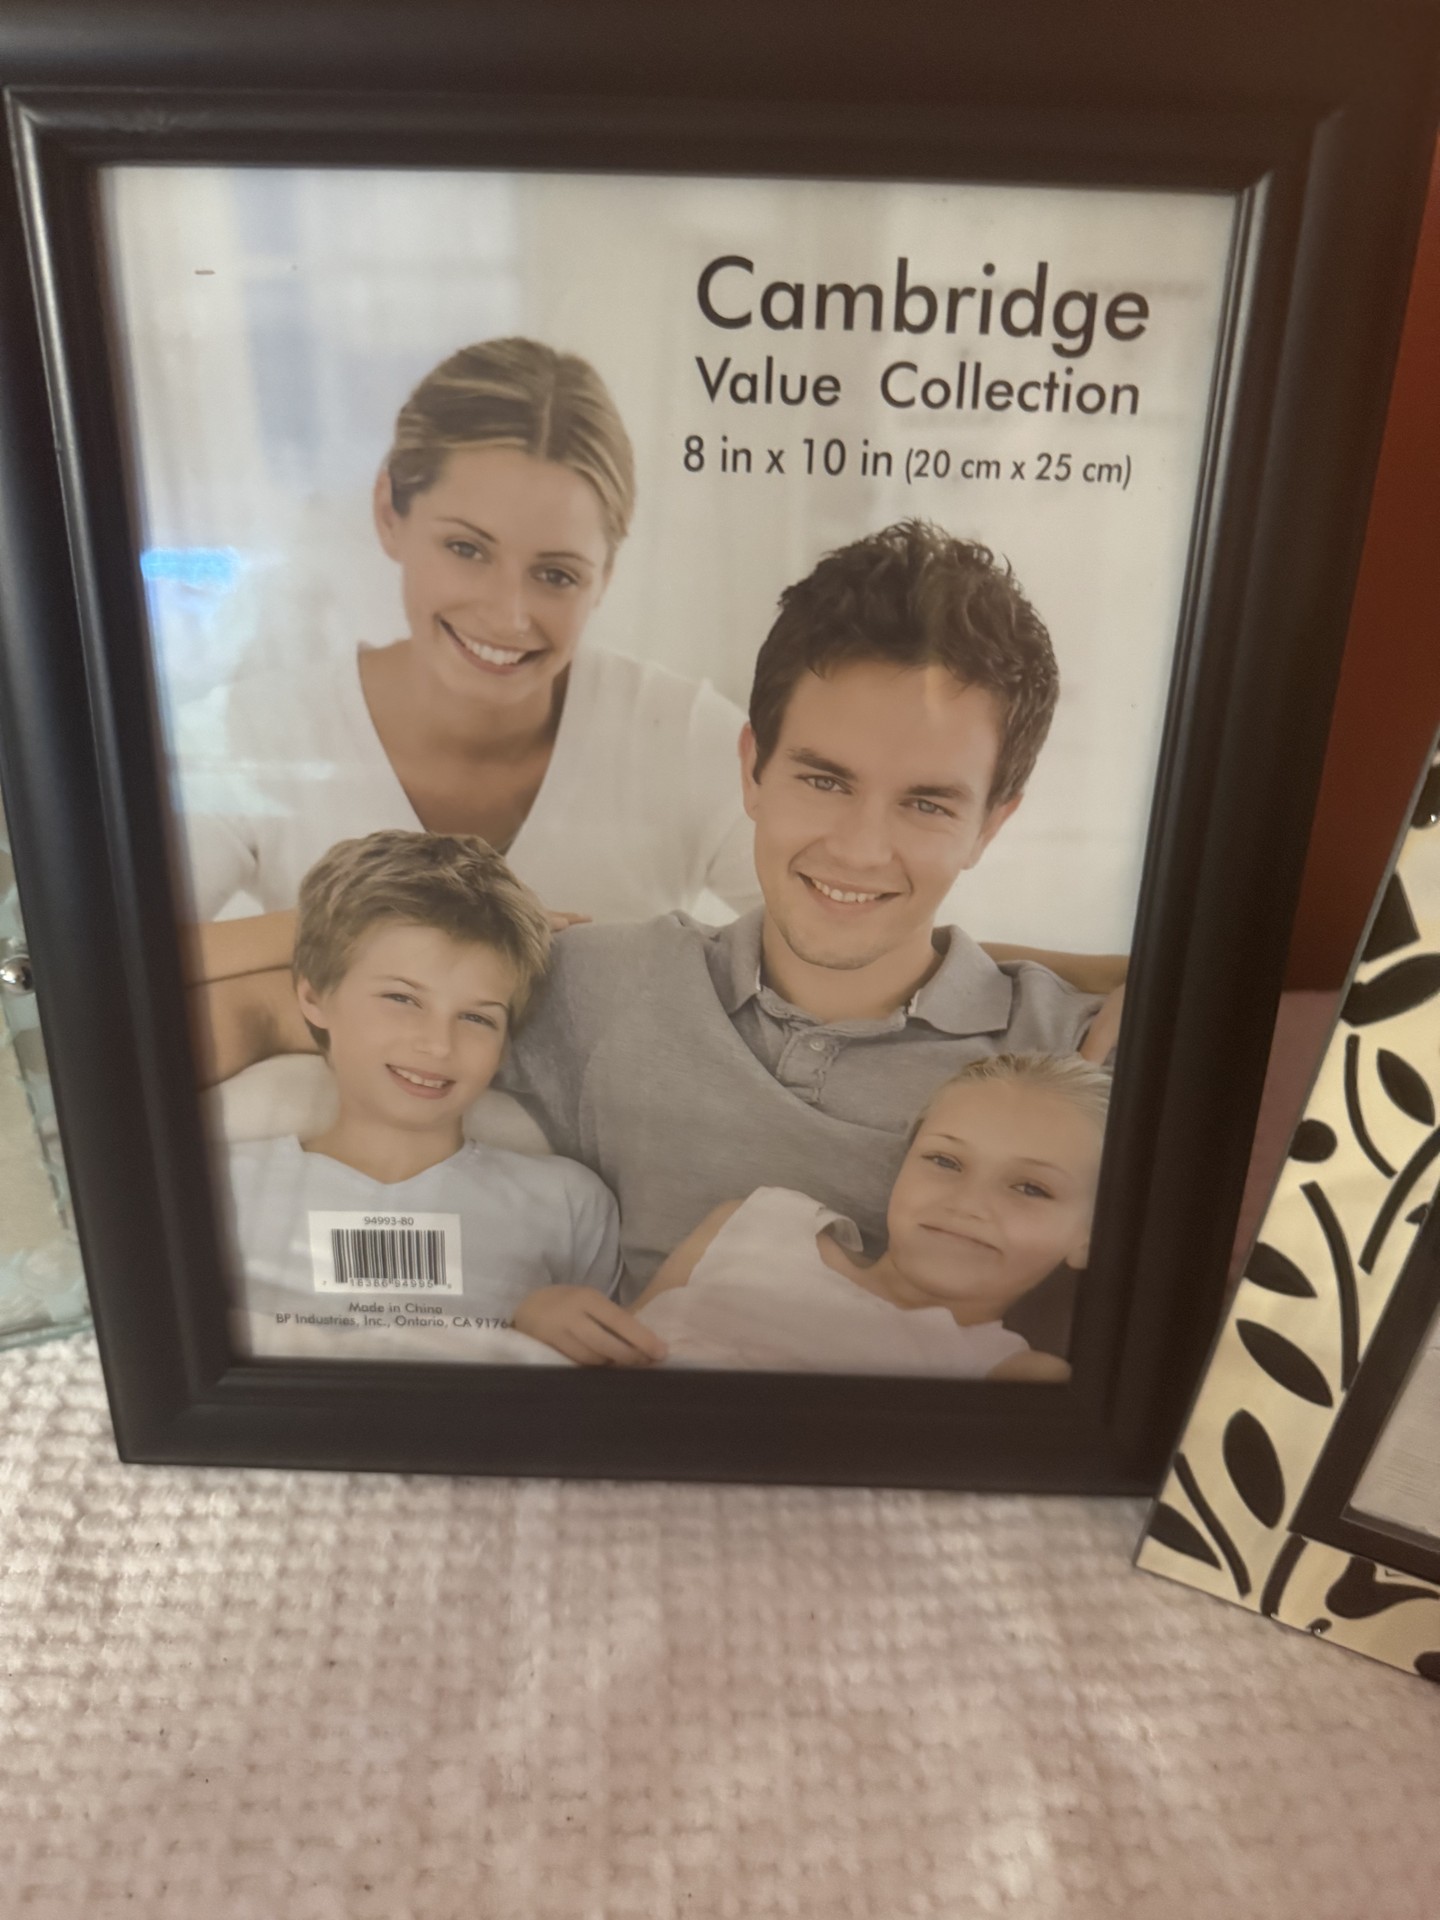 Cambridge
Value Collection
8 in x 10 in (20 cm x 25 cm)
94993-80
Made in China
BP Industries, Inc., Ontario, CA 91764